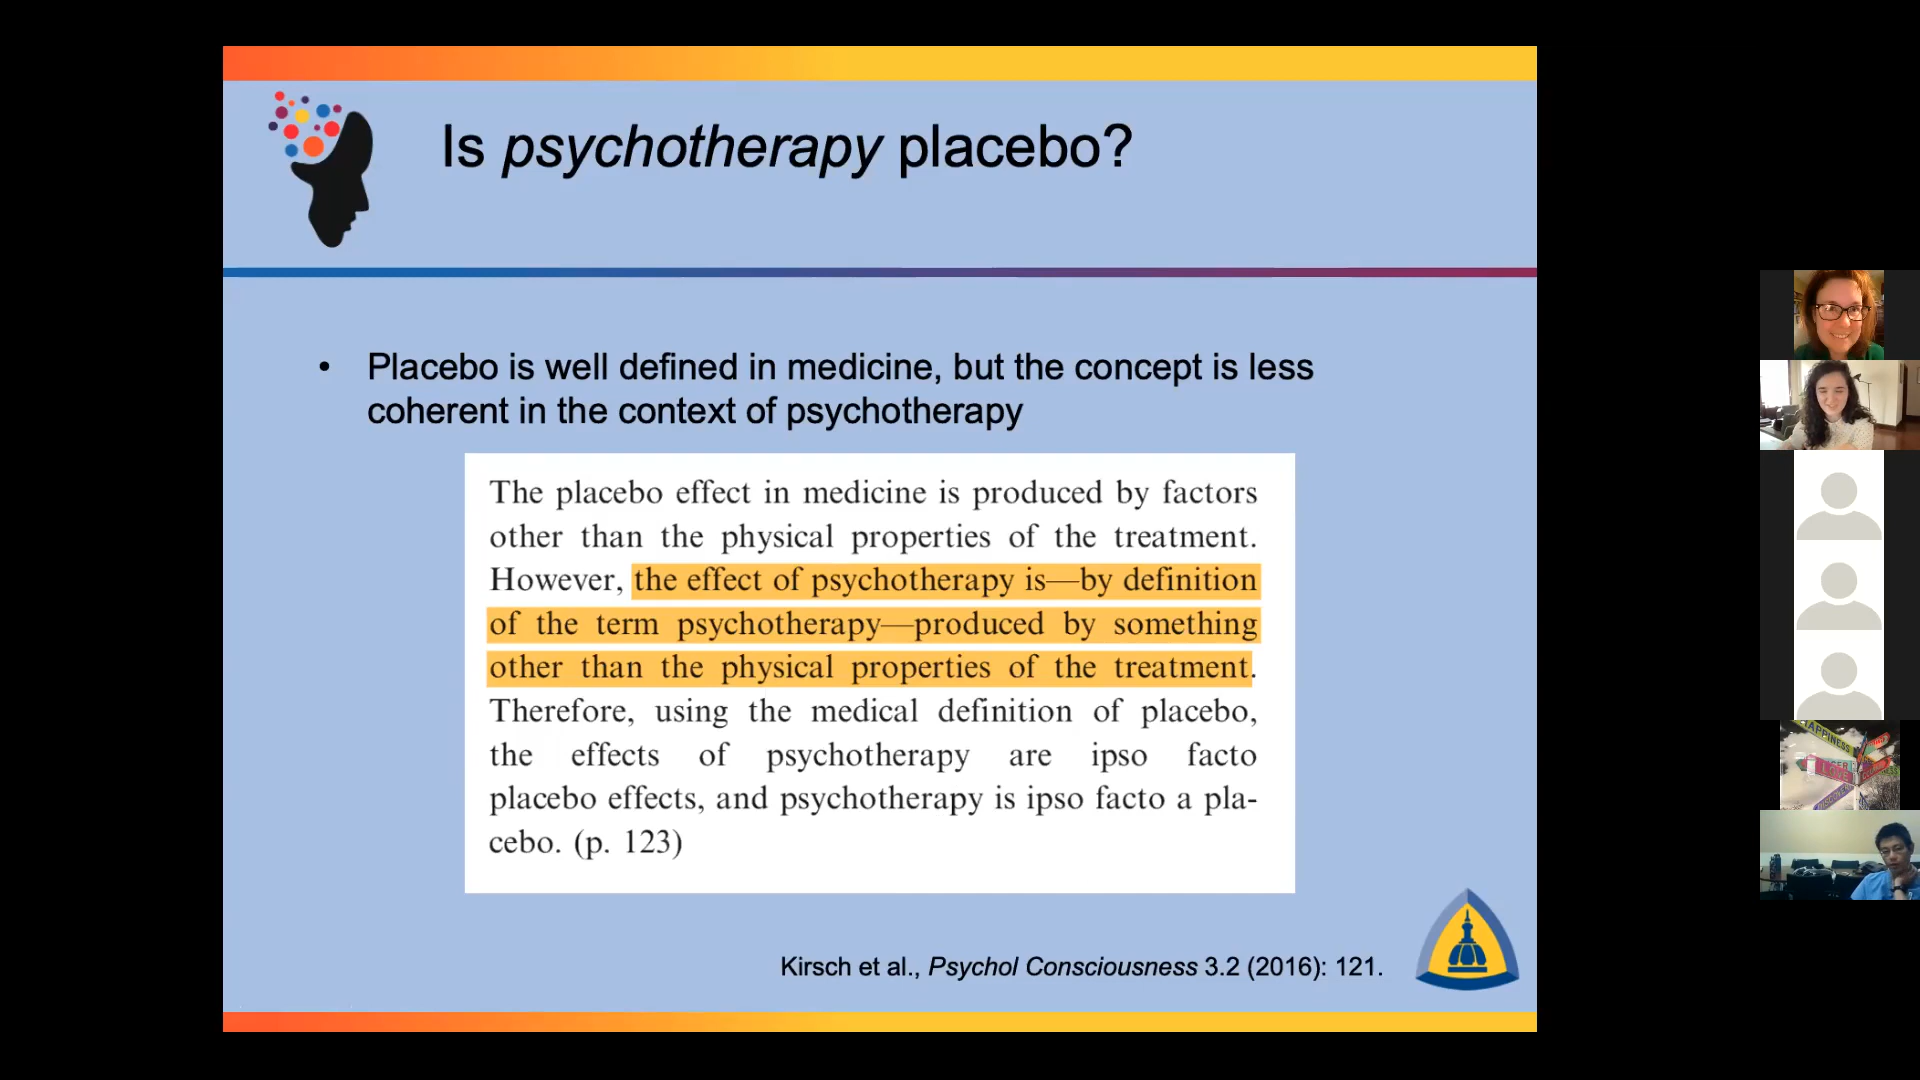 Is psychotherapy placebo?
• Placebo is well defined in medicine, but the concept is less
coherent in the context of psychotherapy
The placebo effect in medicine is produced by factors
other than the physical properties of the treatment.
However, the effect of psychotherapy is—by definition
of the term psychotherapy—produced by something
other than the physical properties of the treatment.
Therefore, using the medical definition of placebo,
the effects of psychotherapy are ipso facto
placebo effects, and psychotherapy is ipso facto a pla-
cebo. (p. 123)
Kirsch et al., Psychol Consciousness 3.2 (2016): 121.
HAPPINESS
LOVE